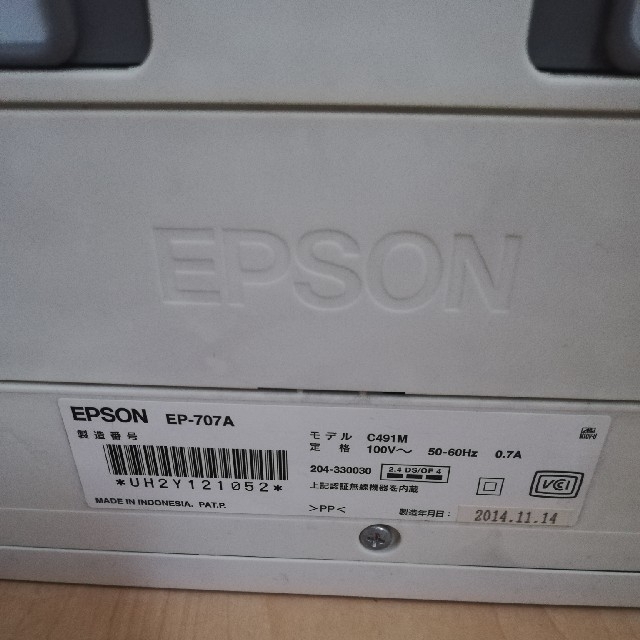 EPSON
EPSON EP-707A
製造番号
*UH2Y121052*
MADE IN INDONESIA. PAT.P.
モデル C491M
定格 100V～ 50-60Hz 0.7A
204-330030 2.4 DS/OF 4
上記認証無線機器を内蔵
>PP<
製造年月日: 2014.11.14
VCI